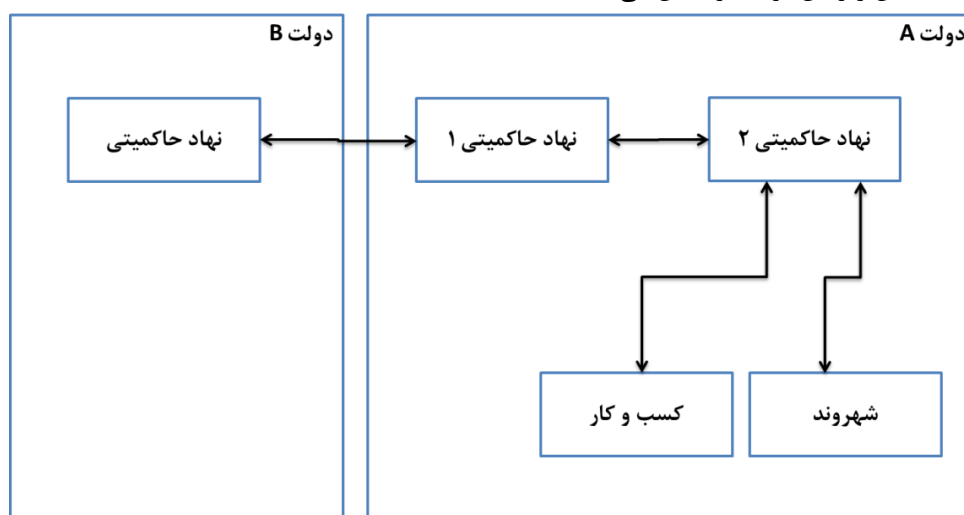 دولت A
دولت B
نهاد حاکمیتی ۲
نهاد حاکمیتی ۱
نهاد حاکمیتی
شهروند
کسب و کار